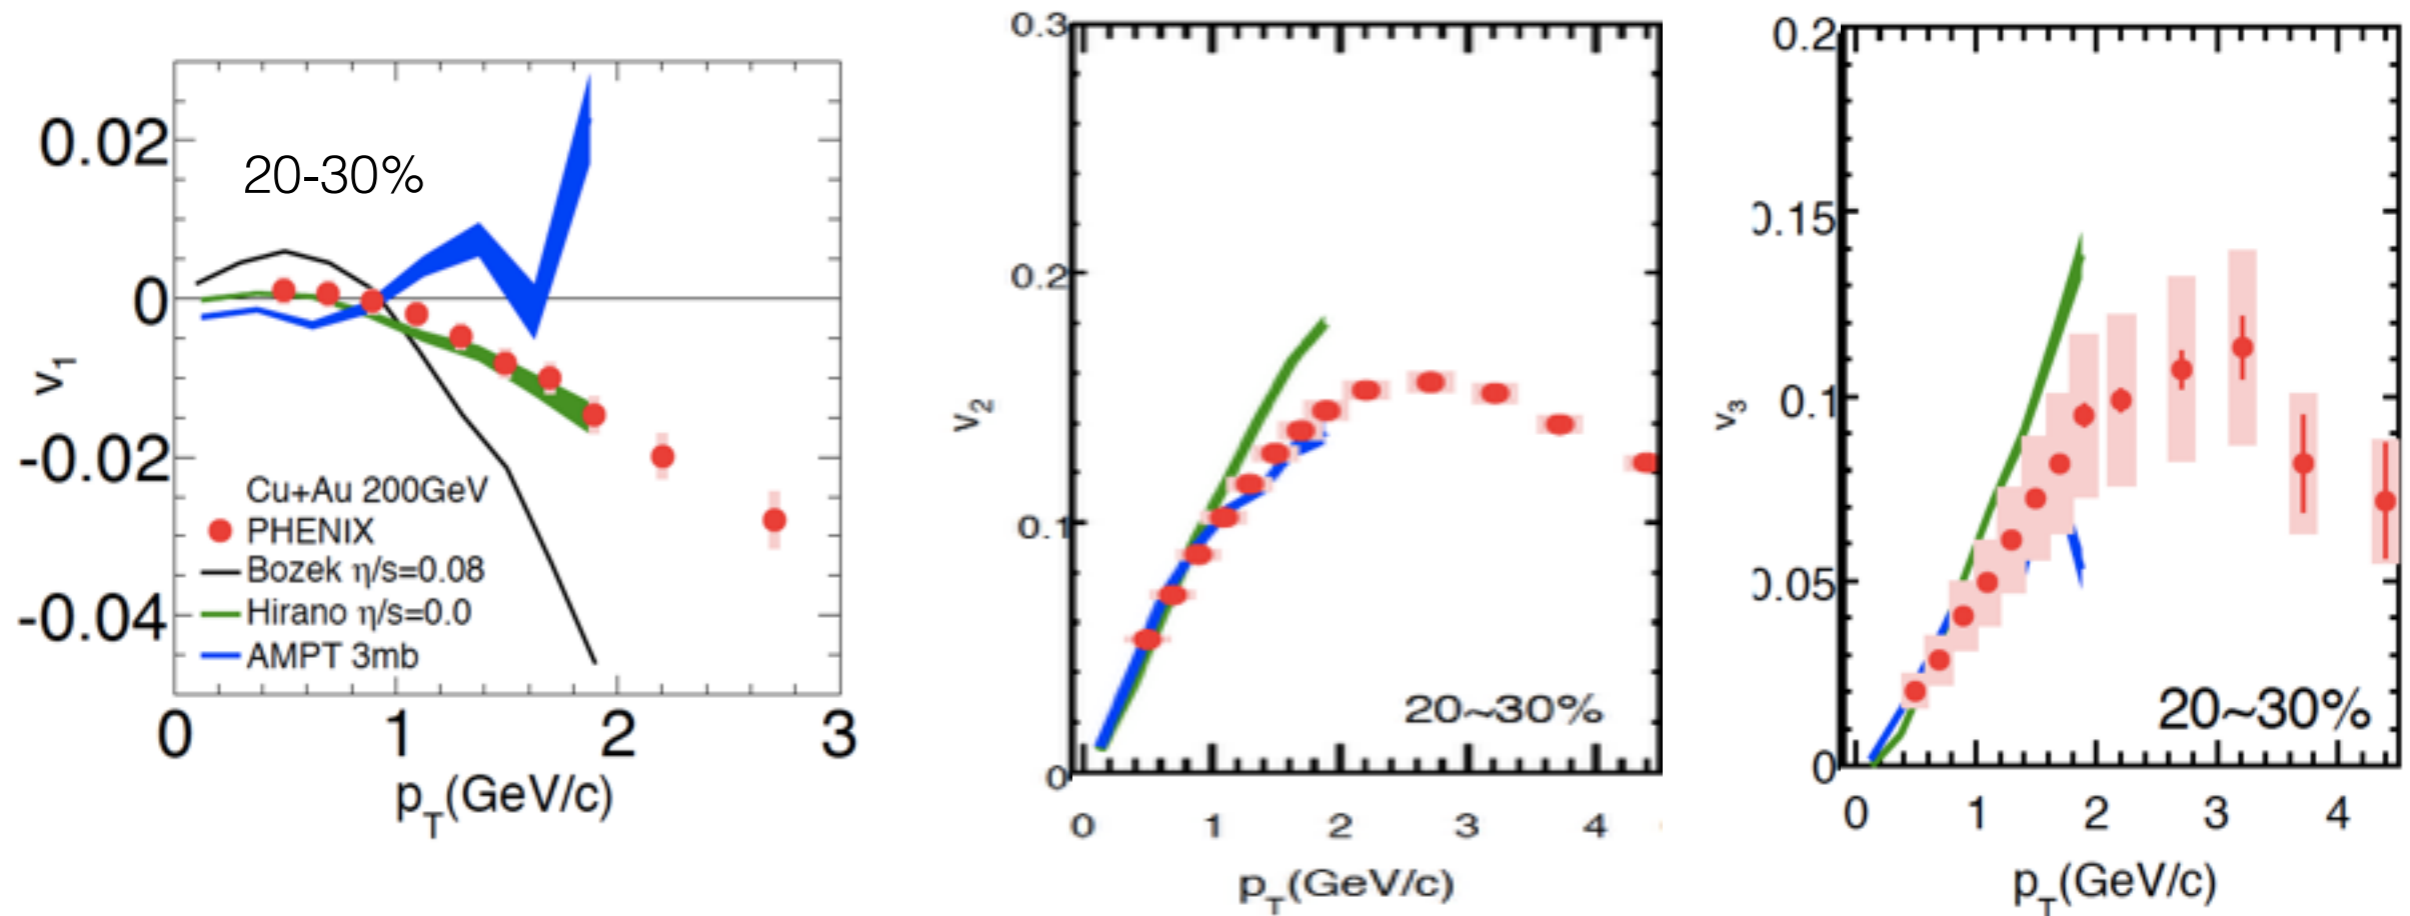 0.02
0
-0.02
-0.04
v1
20-30%
Cu+Au 200GeV
PHENIX
Bozek η/s=0.08
Hirano η/s=0.0
AMPT 3mb
0 1 2 3
pT(GeV/c)
0.3
0.2
0.1
0
v2
20~30%
0 1 2 3 4
pT(GeV/c)
0.2
0.15
0.1
0.05
0
v3
20~30%
0 1 2 3 4
pT(GeV/c)